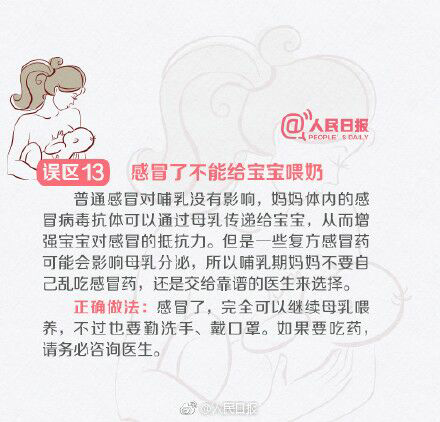 @人民日报
PEOPLE'S DAILY
误区13 感冒了不能给宝宝喂奶
普通感冒对哺乳没有影响，妈妈体内的感
冒病毒抗体可以通过母乳传递给宝宝，从而增
强宝宝对感冒的抵抗力。但是一些复方感冒药
可能会影响母乳分泌，所以哺乳期妈妈不要自
己乱吃感冒药，还是交给靠谱的医生来选择。
正确做法：感冒了，完全可以继续母乳喂
养，不过也要勤洗手、戴口罩。如果要吃药，
请务必咨询医生。
@人民日报